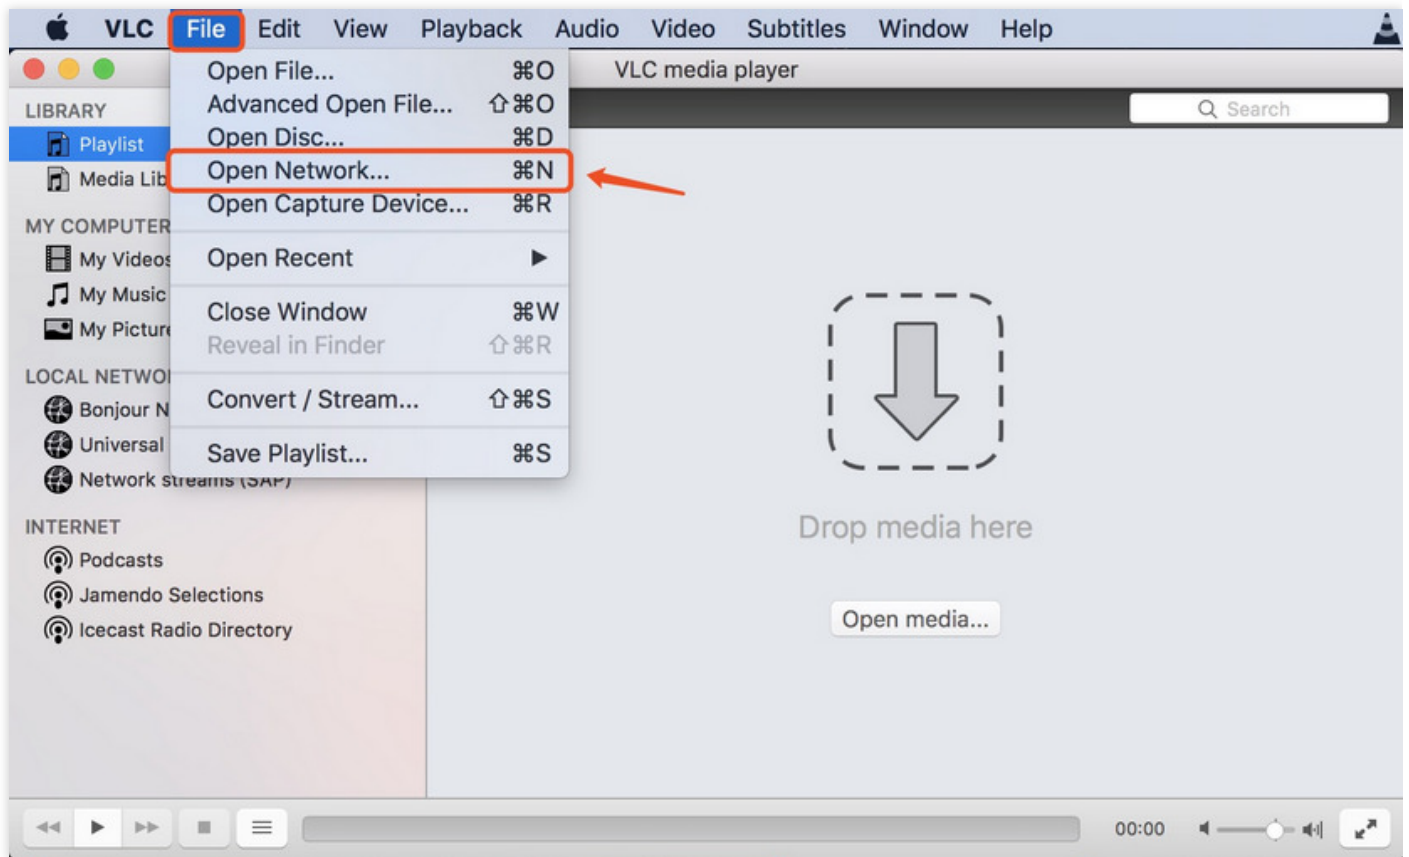 VLC File Edit View Playback Audio Video Subtitles Window Help
VLC media player
Search
Open File... ⌘O
Advanced Open File... ⇧⌘O
Open Disc... ⌘D
Open Network... ⌘N
Open Capture Device... ⌘R
Open Recent ▶
Close Window ⌘W
Reveal in Finder ⇧⌘R
Convert / Stream... ⇧⌘S
Save Playlist... ⌘S
LIBRARY
Playlist
Media Lib
MY COMPUTER
My Videos
My Music
My Picture
LOCAL NETWO
Bonjour N
Universal
Network streams (SAP)
INTERNET
Podcasts
Jamendo Selections
Icecast Radio Directory
Drop media here
Open media...
00:00